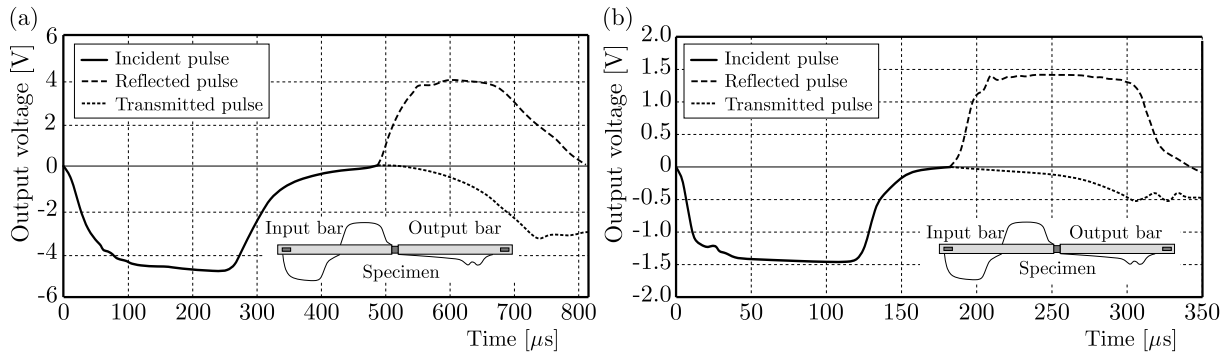 (a)
Output voltage [V]
6
4
2
0
-2
-4
-6
Incident pulse
Reflected pulse
Transmitted pulse
Input bar
Output bar
Specimen
0 100 200 300 400 500 600 700 800
Time [μs]
(b)
Output voltage [V]
2.0
1.5
1.0
0.5
0
-0.5
-1.0
-1.5
-2.0
Incident pulse
Reflected pulse
Transmitted pulse
Input bar
Output bar
Specimen
0 50 100 150 200 250 300 350
Time [μs]